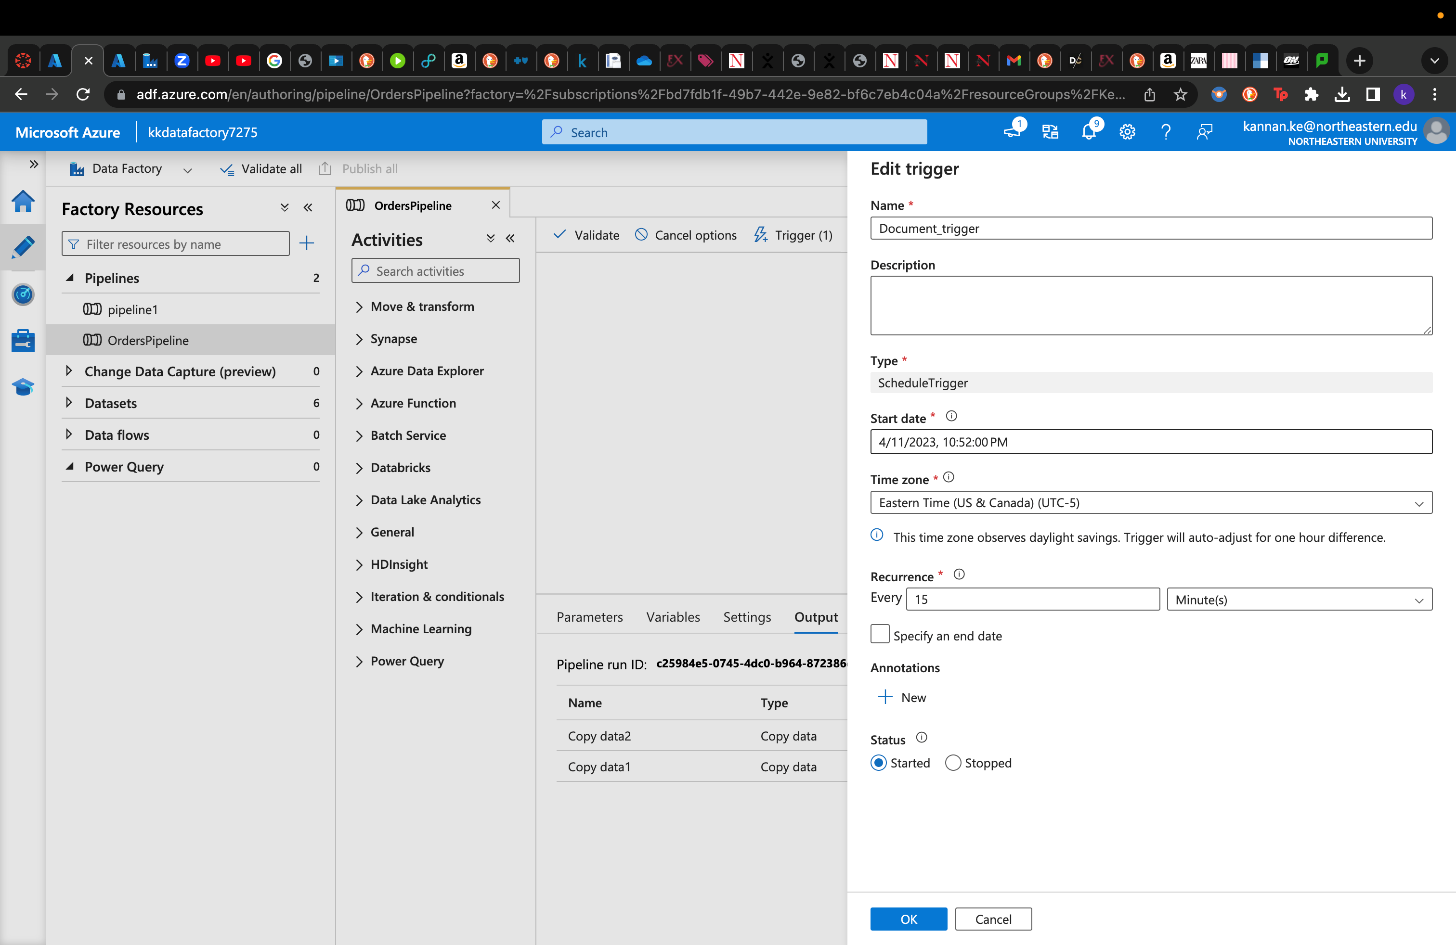 adf.azure.com/en/authoring/pipeline/OrdersPipeline?factory=%2Fsubscriptions%2Fbd7fdb1f-49b7-442e-9e82-bf6c7eb4c04a%2FresourceGroups%2FKe...
Tp
k
Microsoft Azure
kkdatafactory7275
Search
1
9
kannan.ke@northeastern.edu
NORTHEASTERN UNIVERSITY
Data Factory
Validate all
Publish all
Factory Resources
Filter resources by name
Pipelines 2
pipeline1
OrdersPipeline
Change Data Capture (preview) 0
Datasets 6
Data flows 0
Power Query 0
OrdersPipeline
Activities
Search activities
Move & transform
Synapse
Azure Data Explorer
Azure Function
Batch Service
Databricks
Data Lake Analytics
General
HDInsight
Iteration & conditionals
Machine Learning
Power Query
Validate
Cancel options
Trigger (1)
Parameters
Variables
Settings
Output
Pipeline run ID: c25984e5-0745-4dc0-b964-872386
Name Type
Copy data2 Copy data
Copy data1 Copy data
Edit trigger
Name *
Document_trigger
Description
Type *
ScheduleTrigger
Start date *
4/11/2023, 10:52:00 PM
Time zone *
Eastern Time (US & Canada) (UTC-5)
This time zone observes daylight savings. Trigger will auto-adjust for one hour difference.
Recurrence *
Every 15 Minute(s)
Specify an end date
Annotations
New
Status
Started
Stopped
OK
Cancel